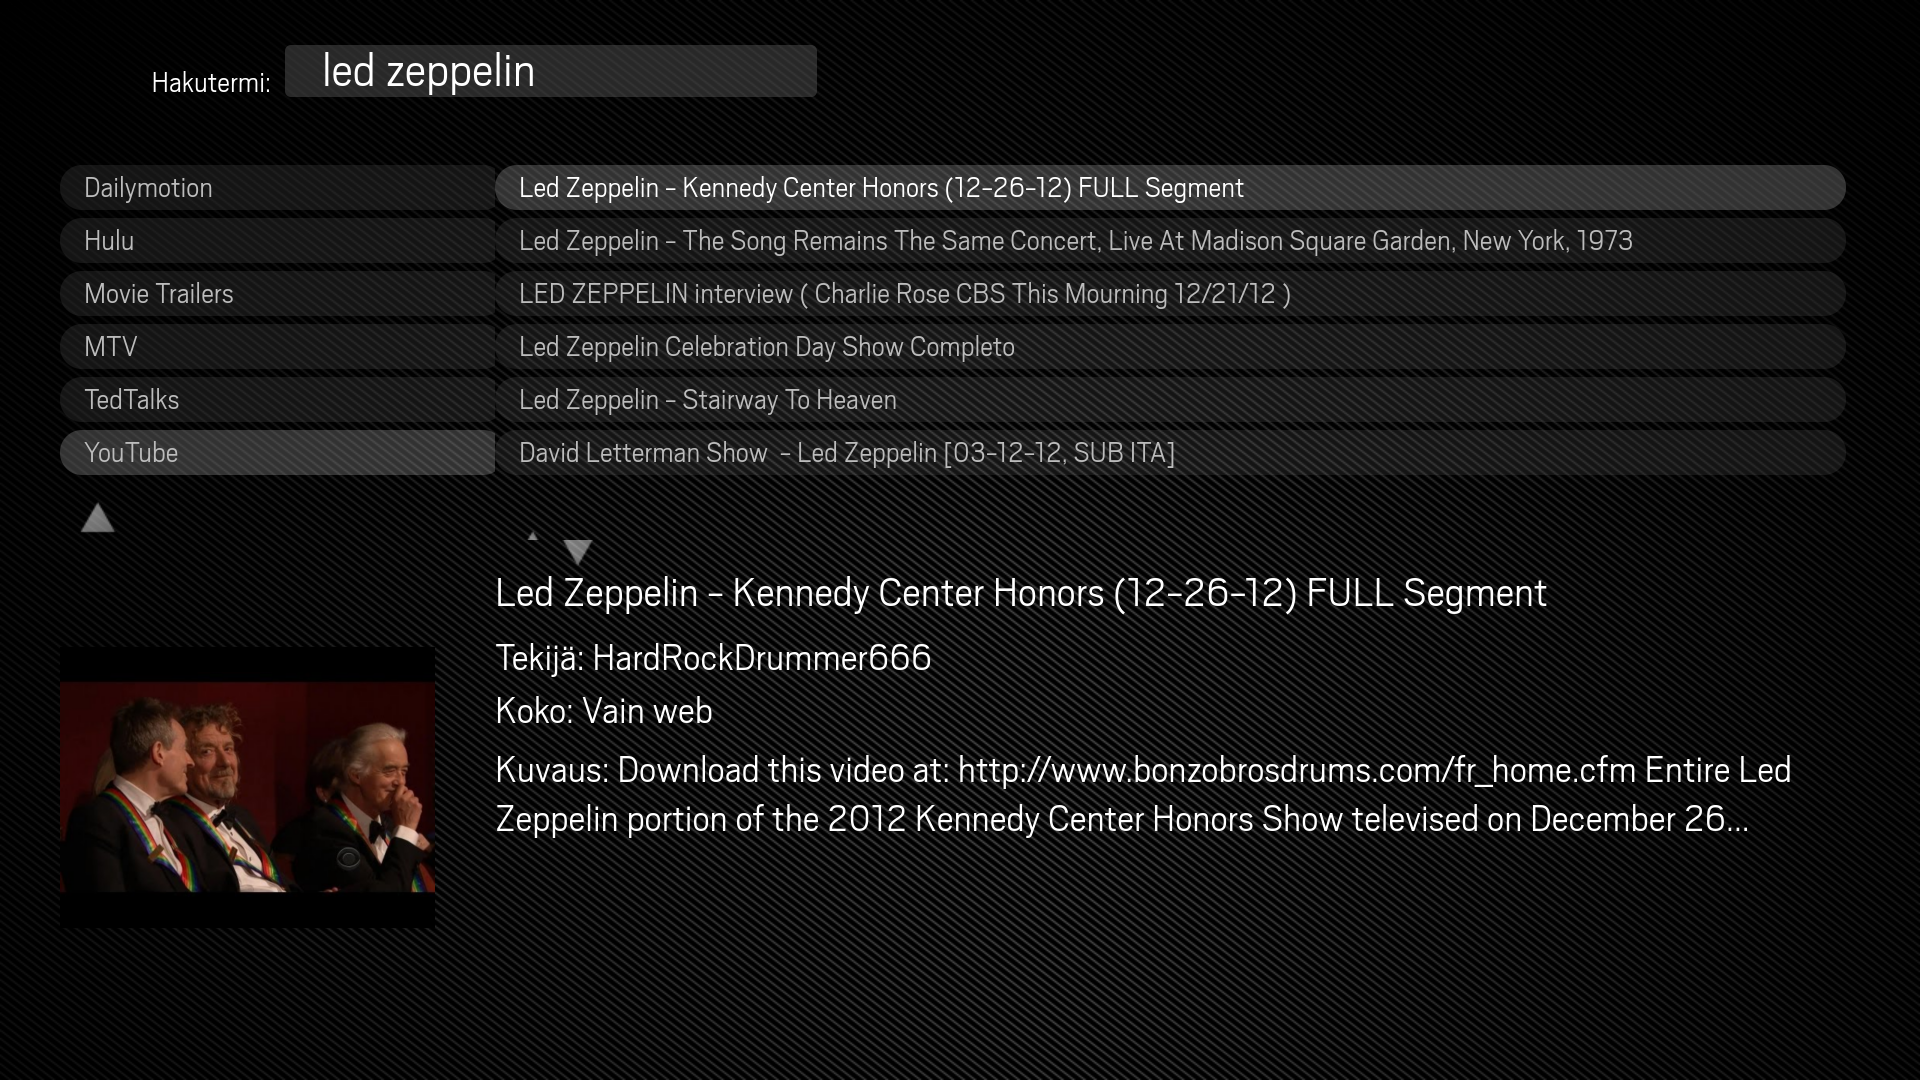 Hakutermi: led zeppelin
Dailymotion
Hulu
Movie Trailers
MTV
TedTalks
YouTube
Led Zeppelin - Kennedy Center Honors (12-26-12) FULL Segment
Led Zeppelin - The Song Remains The Same Concert, Live At Madison Square Garden, New York, 1973
LED ZEPPELIN interview ( Charlie Rose CBS This Mourning 12/21/12 )
Led Zeppelin Celebration Day Show Completo
Led Zeppelin - Stairway To Heaven
David Letterman Show  - Led Zeppelin [03-12-12, SUB ITA]
Led Zeppelin - Kennedy Center Honors (12-26-12) FULL Segment
Tekijä: HardRockDrummer666
Koko: Vain web
Kuvaus: Download this video at: http://www.bonzobrosdrums.com/fr_home.cfm Entire Led
Zeppelin portion of the 2012 Kennedy Center Honors Show televised on December 26...